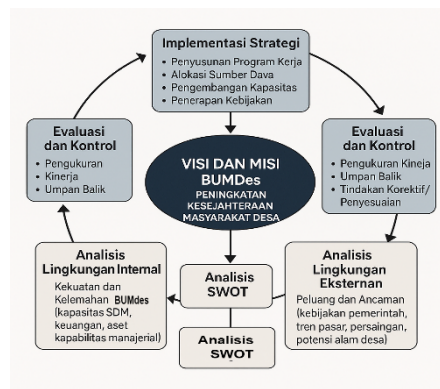 Implementasi Strategi
• Penyusunan Program Kerja
• Alokasi Sumber Dava
• Pengembangan Kapasitas
• Penerapan Kebijakan
Evaluasi
dan Kontrol
• Pengukuran
• Kinerja
• Umpan Balik
VISI DAN MISI
BUMDes
PENINGKATAN
KESEJAHTERAAN
MASYARAKAT DESA
Evaluasi
dan Kontrol
• Pengukuran Kineja
• Umpan Balik
• Tindakan Korektif/
Penyesuaian
Analisis
Lingkungan Internal
Kekuatan dan
Kelemahan BUMdes
(kapasitas SDM,
keuangan, aset
kapabilitas manajerial)
Analisis
SWOT
Analisis
SWOT
Analisis
Lingkungan
Eksternan
Peluang dan Ancaman
(kebijakan pemerintah,
tren pasar, persaingan,
potensi alam desa)